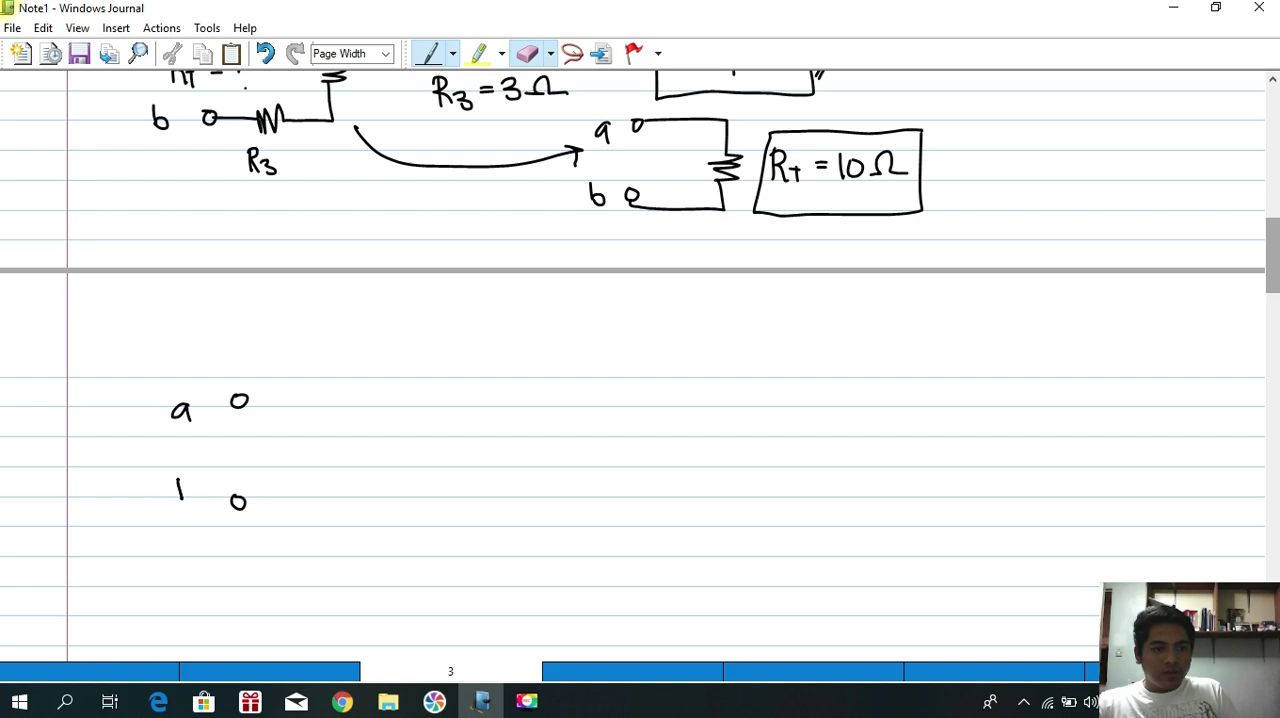 Note1 - Windows Journal
File Edit View Insert Actions Tools Help
Page Width
R3 = 3Ω
b
R3
a
RT = 10Ω
b
a
3